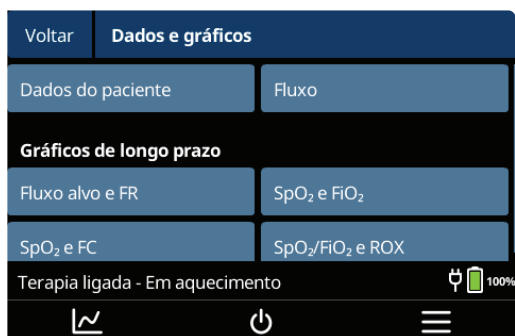 Voltar Dados e gráficos
Dados do paciente Fluxo
Gráficos de longo prazo
Fluxo alvo e FR SpO₂ e FiO₂
SpO₂ e FC SpO₂/FiO₂ e ROX
Terapia ligada - Em aquecimento 100%